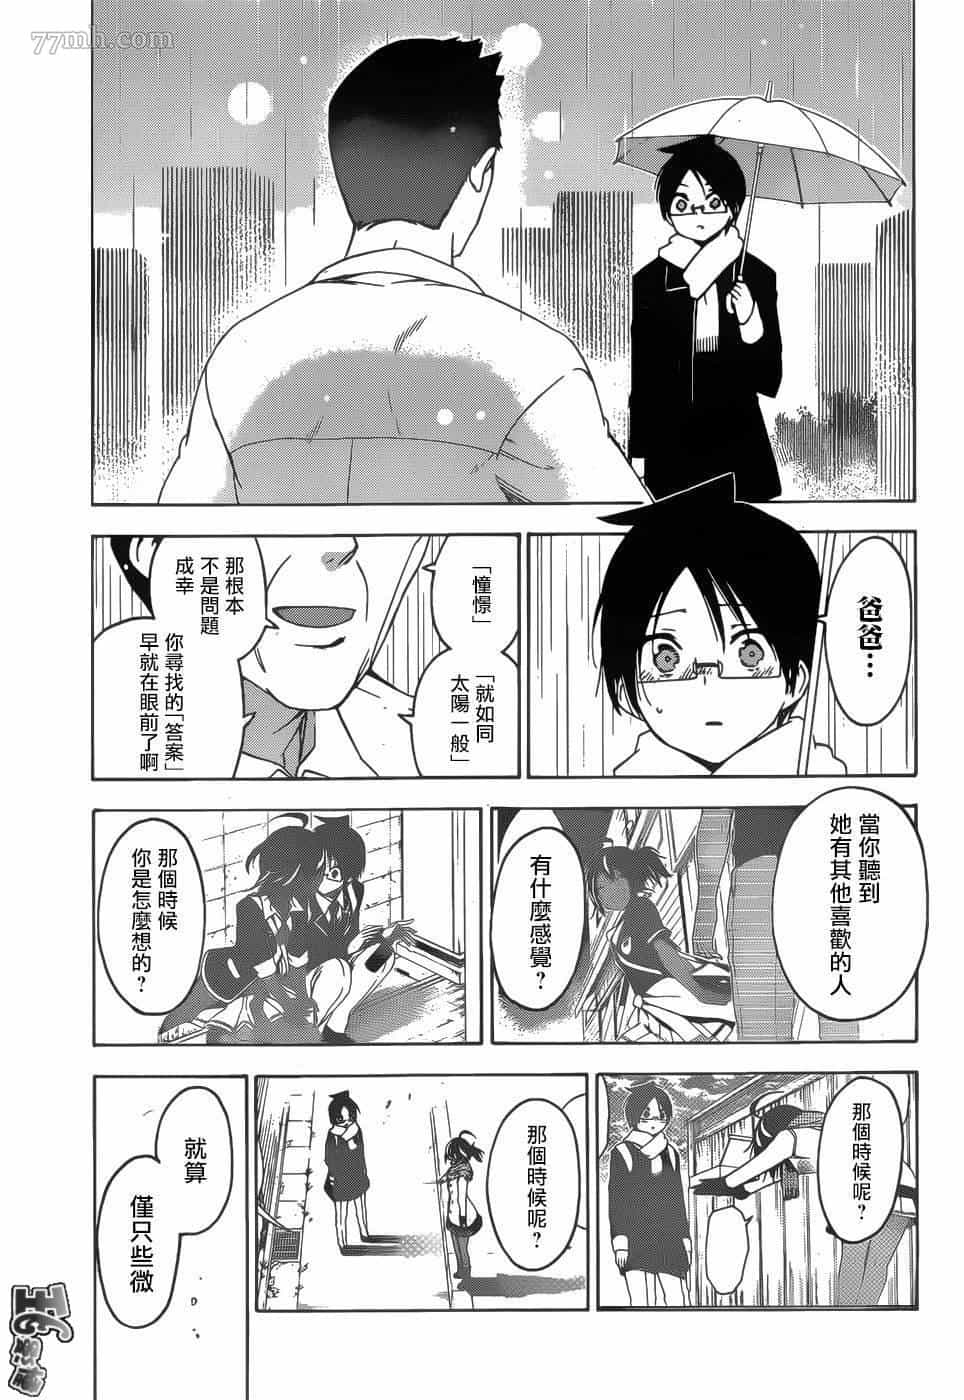 77mh.com
爸爸…
「憧憬」
「就如同
太陽一般」
那根本
不是問題
成幸
你尋找的「答案」
早就在眼前了啊
當你聽到
她有其他喜歡的人
有什麼感覺？
那個時候
你是怎麼想的？
那個時候呢？
那個時候呢？
就算
僅只些微